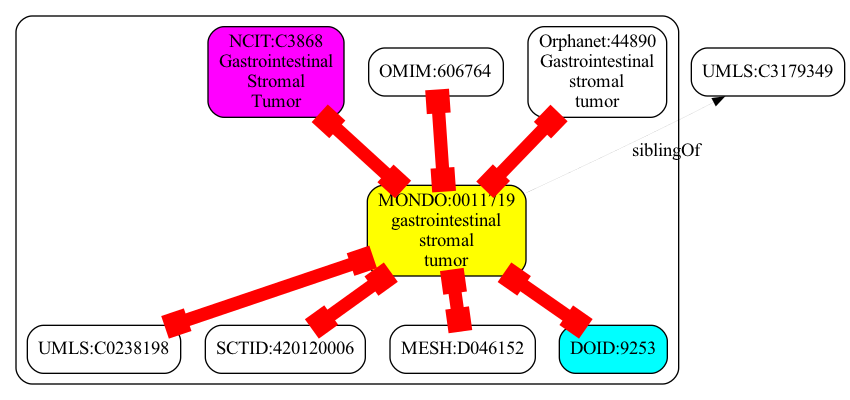 NCIT:C3868
Gastrointestinal
Stromal
Tumor
OMIM:606764
Orphanet:44890
Gastrointestinal
stromal
tumor
UMLS:C3179349
siblingOf
MONDO:0011719
gastrointestinal
stromal
tumor
UMLS:C0238198
SCTID:420120006
MESH:D046152
DOID:9253